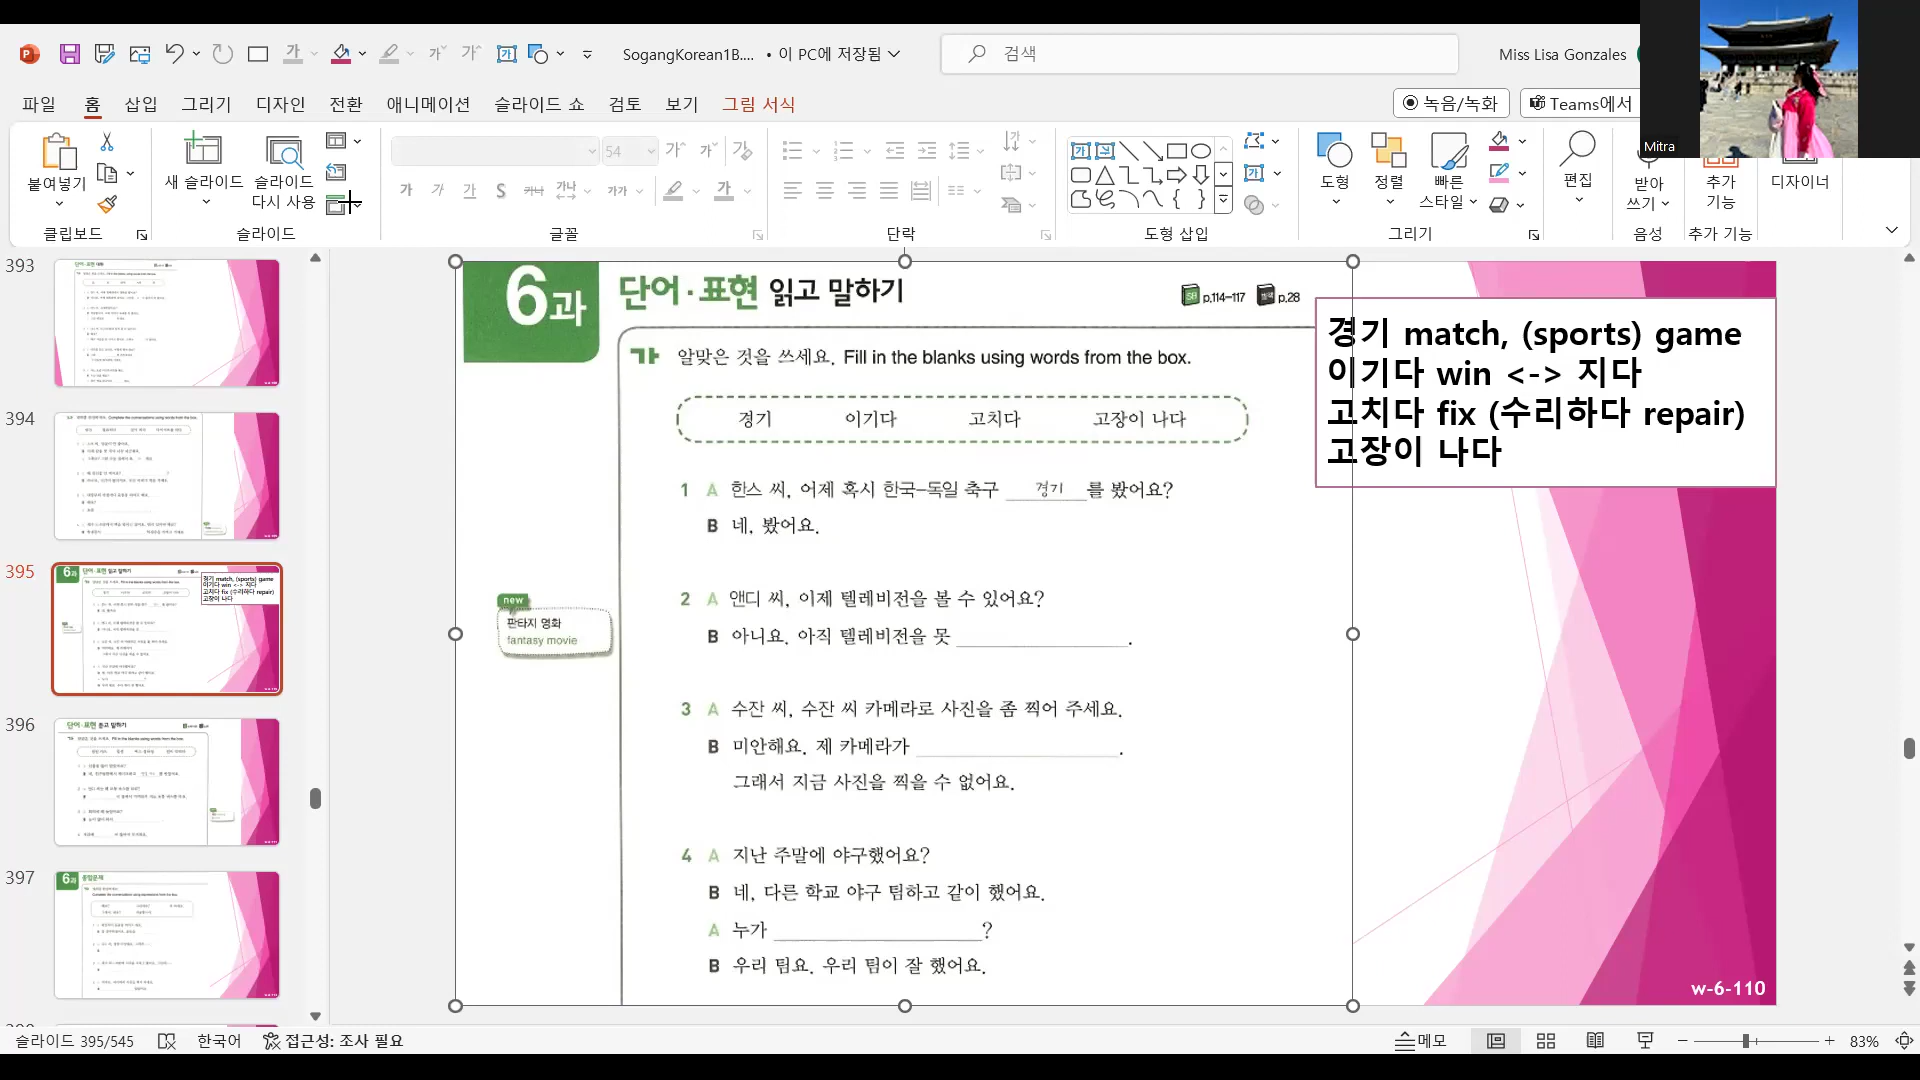 SogangKorean1B.... • 이 PC에 저장됨
검색
Miss Lisa Gonzales
파일 홈 삽입 그리기 디자인 전환 애니메이션 슬라이드 쇼 검토 보기 그림 서식
녹음/녹화
Teams에서
Mitra
붙여넣기
새 슬라이드
슬라이드 다시 사용
54
도형
정렬
빠른 스타일
편집
받아 쓰기
추가 기능
디자이너
클립보드 슬라이드 글꼴 단락 도형 삽입 그리기 음성 추가 기능
393
394
395
396
397
6과
단어·표현 읽고 말하기
SB p.114–117
p.28
가 알맞은 것을 쓰세요. Fill in the blanks using words from the box.
경기 이기다 고치다 고장이 나다
1 A 한스 씨, 어제 혹시 한국–독일 축구 경기 를 봤어요?
B 네, 봤어요.
2 A 앤디 씨, 이제 텔레비전을 볼 수 있어요?
B 아니요. 아직 텔레비전을 못 .
new
판타지 영화
fantasy movie
3 A 수잔 씨, 수잔 씨 카메라로 사진을 좀 찍어 주세요.
B 미안해요. 제 카메라가 .
그래서 지금 사진을 찍을 수 없어요.
4 A 지난 주말에 야구했어요?
B 네, 다른 학교 야구 팀하고 같이 했어요.
A 누가 ?
B 우리 팀요. 우리 팀이 잘 했어요.
경기 match, (sports) game
이기다 win <-> 지다
고치다 fix (수리하다 repair)
고장이 나다
w-6-110
슬라이드 395/545
한국어
접근성: 조사 필요
메모
83%